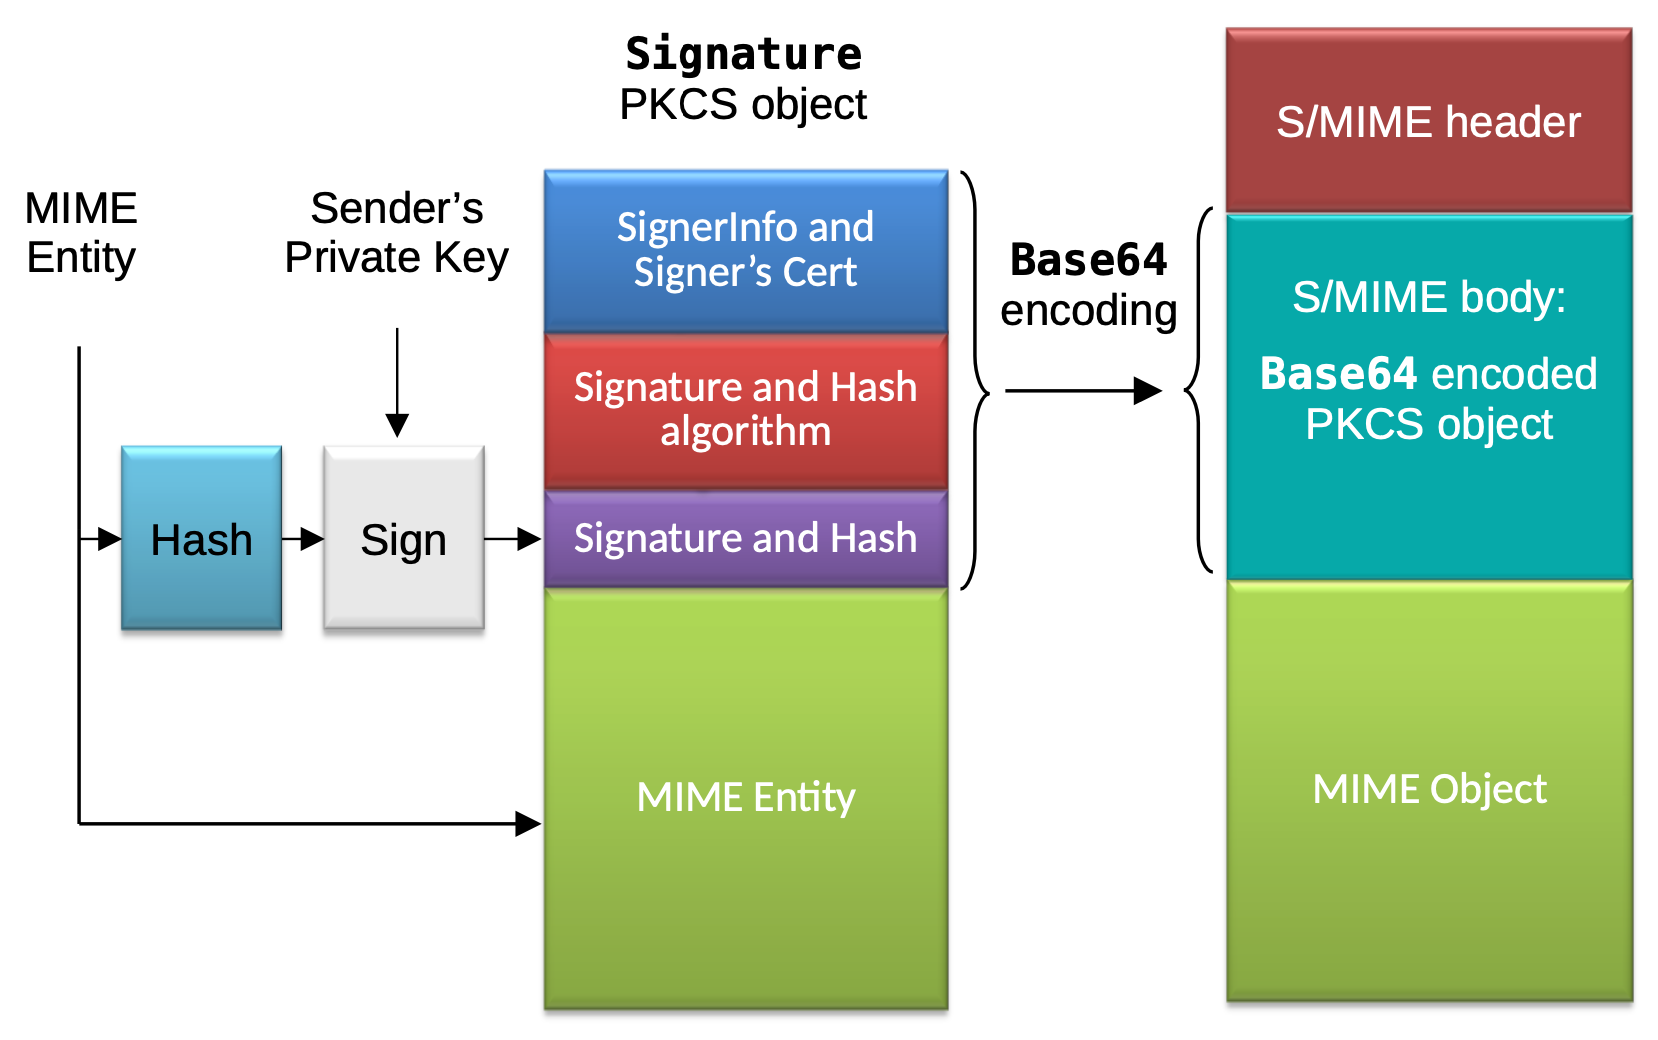 Signature
PKCS object
MIME
Entity
Sender’s
Private Key
Hash
Sign
SignerInfo and
Signer’s Cert
Signature and Hash
algorithm
Signature and Hash
MIME Entity
Base64
encoding
S/MIME header
S/MIME body:
Base64 encoded
PKCS object
MIME Object